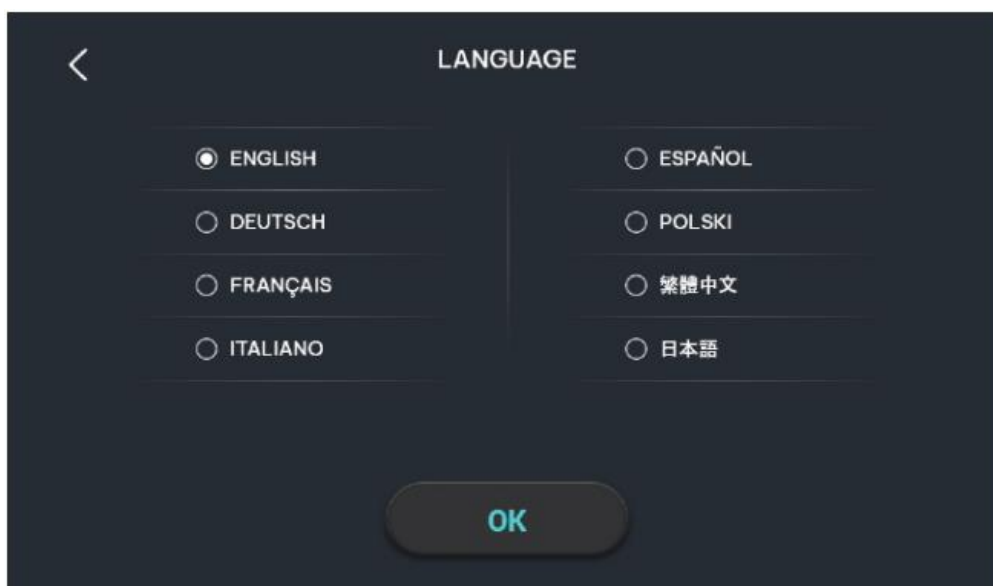 LANGUAGE
ENGLISH
DEUTSCH
FRANÇAIS
ITALIANO
ESPAÑOL
POLSKI
繁體中文
日本語
OK